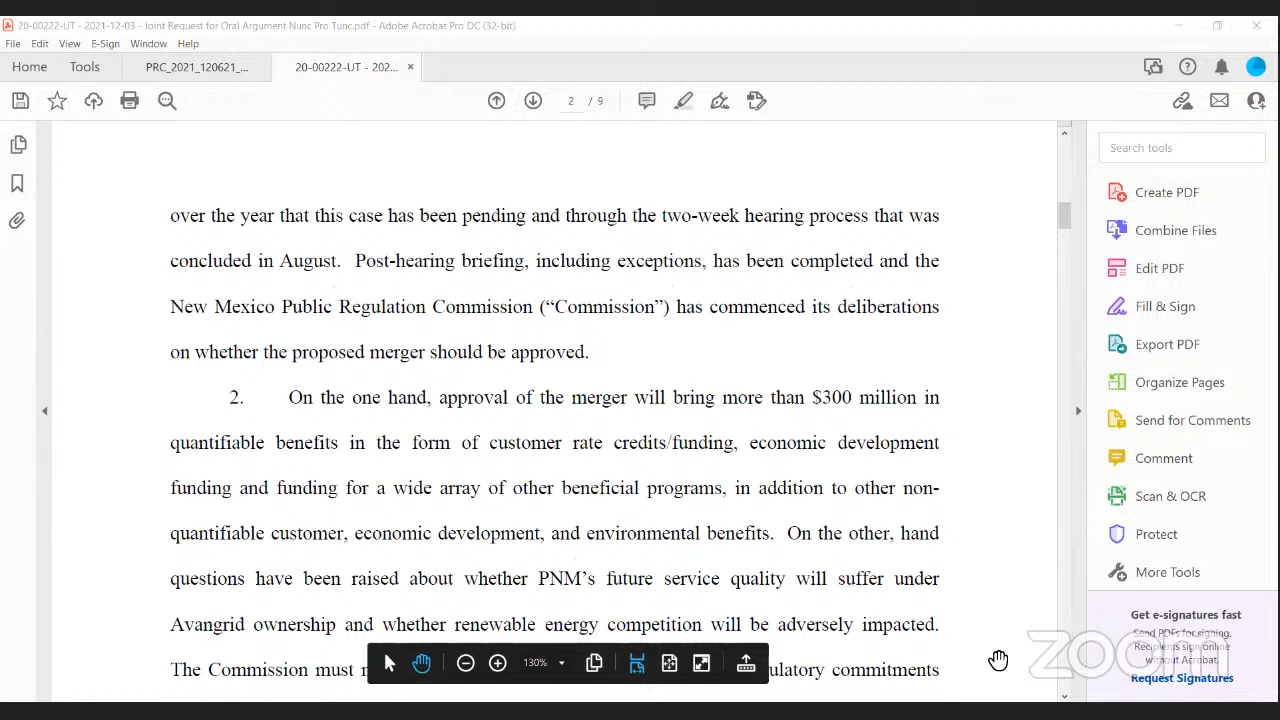 20-00222-UT - 2021-12-03 - Joint Request for Oral Argument Nunc Pro Tunc.pdf - Adobe Acrobat Pro DC (32-bit)
File Edit View E-Sign Window Help
Home Tools PRC_2021_120621_... 20-00222-UT - 202... ×
2 / 9
Search tools
over the year that this case has been pending and through the two-week hearing process that was
concluded in August. Post-hearing briefing, including exceptions, has been completed and the
New Mexico Public Regulation Commission (“Commission”) has commenced its deliberations
on whether the proposed merger should be approved.
2. On the one hand, approval of the merger will bring more than $300 million in
quantifiable benefits in the form of customer rate credits/funding, economic development
funding and funding for a wide array of other beneficial programs, in addition to other non-
quantifiable customer, economic development, and environmental benefits. On the other, hand
questions have been raised about whether PNM’s future service quality will suffer under
Avangrid ownership and whether renewable energy competition will be adversely impacted.
The Commission must ulatory commitments
130%
Create PDF
Combine Files
Edit PDF
Fill & Sign
Export PDF
Organize Pages
Send for Comments
Comment
Scan & OCR
Protect
More Tools
Get e-signatures fast
Send PDFs for signing.
Recipients sign online
without Acrobat.
Request Signatures
zoom